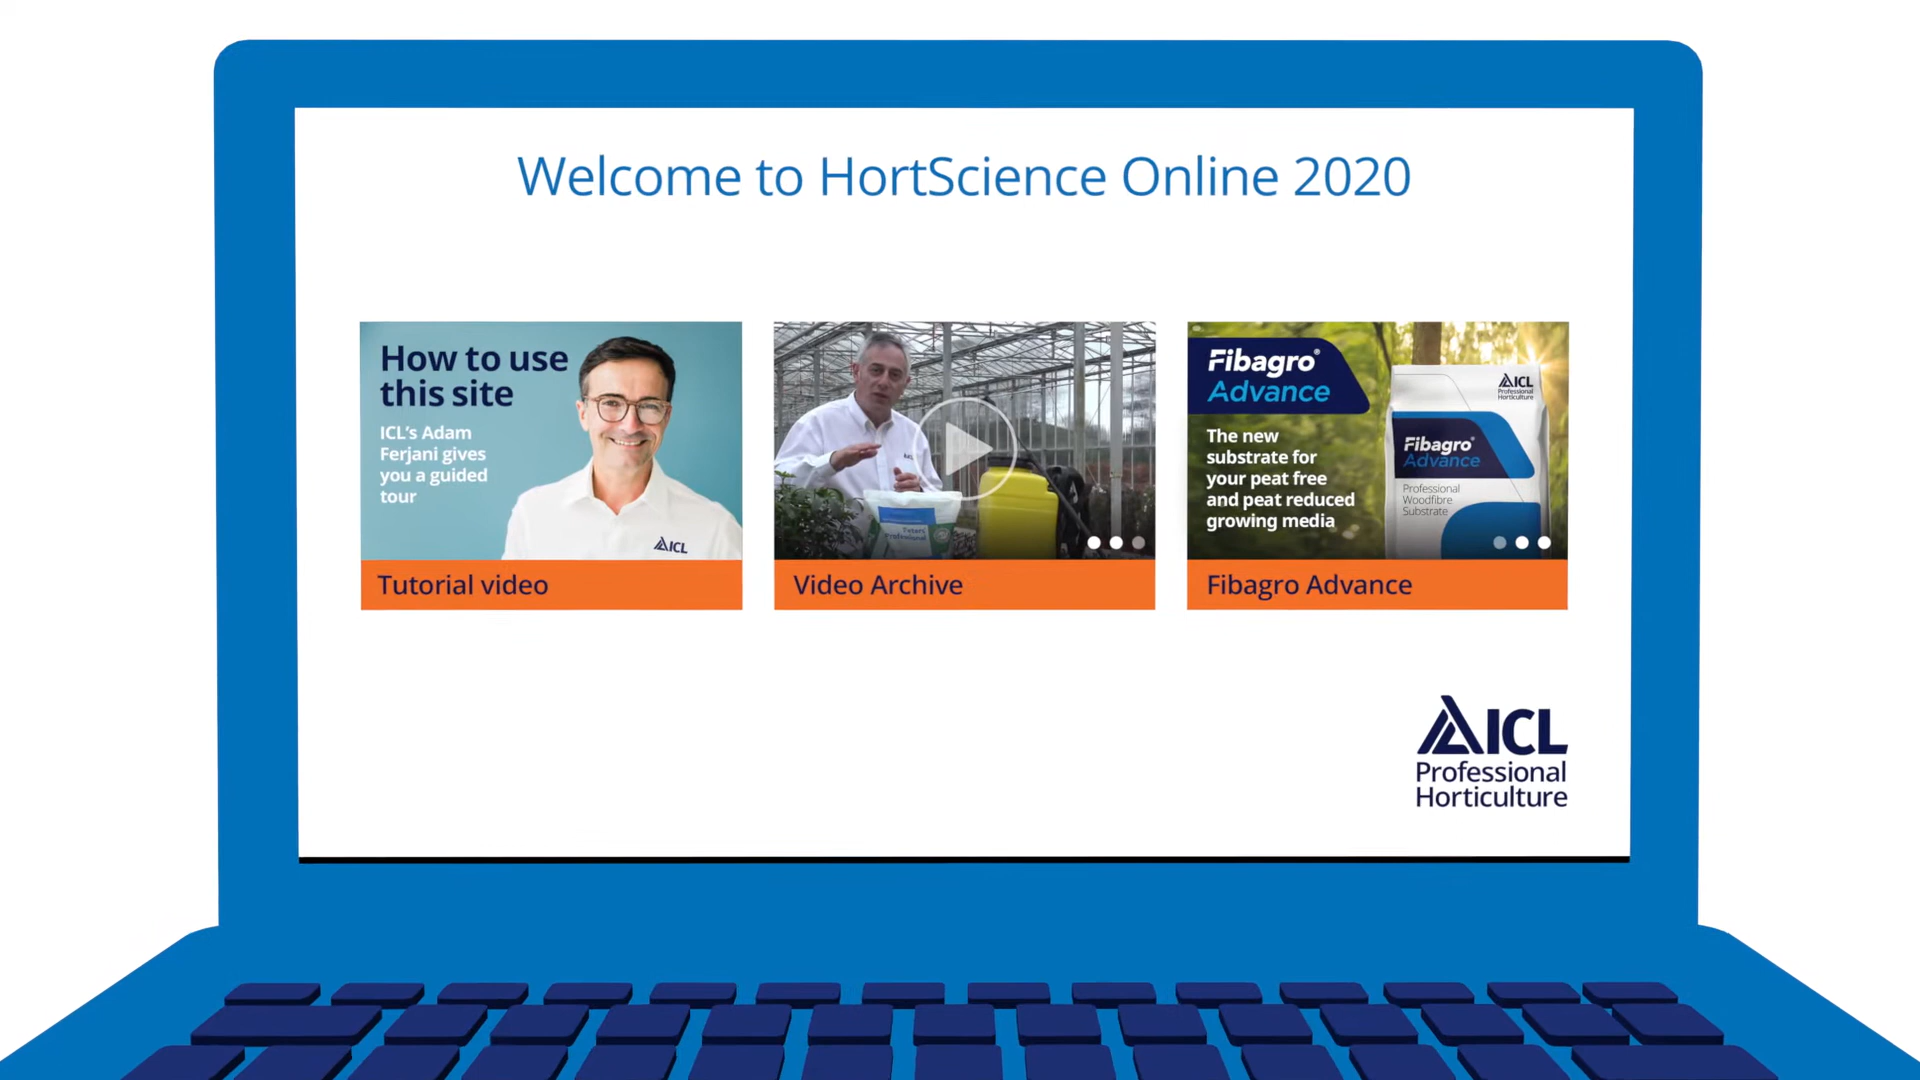 Welcome to HortScience Online 2020
How to use
this site
ICL's Adam
Ferjani gives
you a guided
tour
ICL
Tutorial video
Peters
Professional
Video Archive
Fibagro®
Advance
The new
substrate for
your peat free
and peat reduced
growing media
ICL
Professional
Horticulture
Fibagro®
Advance
Professional
Woodfibre
Substrate
Fibagro Advance
ICL
Professional
Horticulture